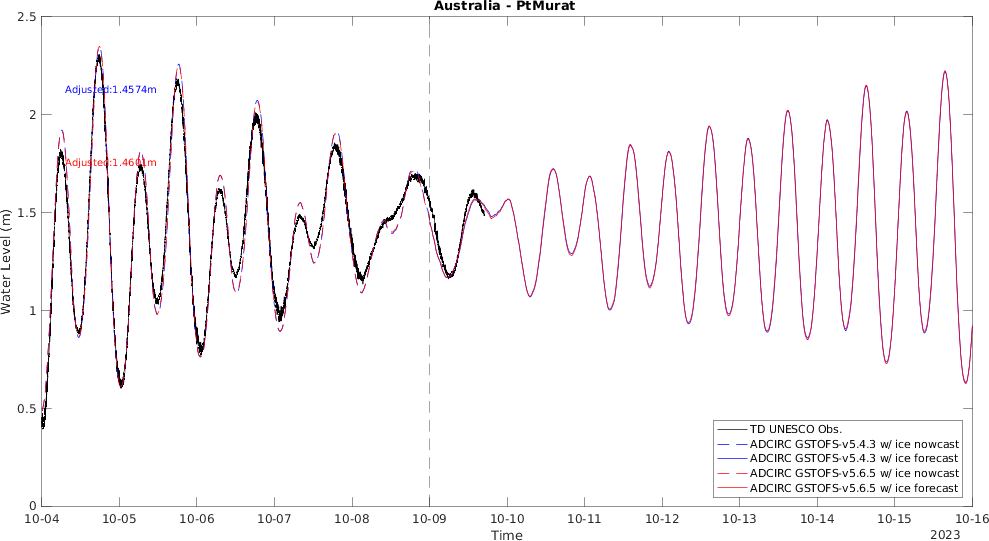 Australia - PtMurat
Water Level (m)
2.5
2
1.5
1
0.5
0
Adjusted:1.4574m
Adjusted:1.4601m
TD UNESCO Obs.
ADCIRC GSTOFS-v5.4.3 w/ ice nowcast
ADCIRC GSTOFS-v5.4.3 w/ ice forecast
ADCIRC GSTOFS-v5.6.5 w/ ice nowcast
ADCIRC GSTOFS-v5.6.5 w/ ice forecast
10-04 10-05 10-06 10-07 10-08 10-09 10-10 10-11 10-12 10-13 10-14 10-15 10-16
Time
2023